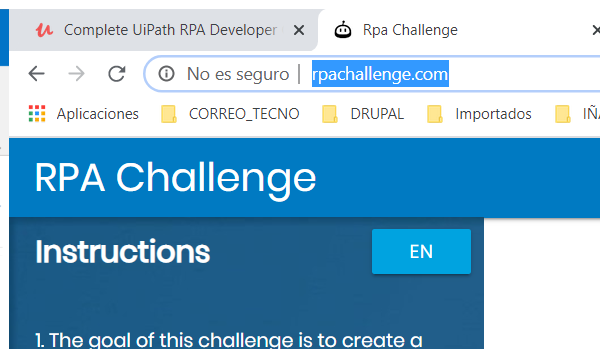 Complete UiPath RPA Developer
Rpa Challenge
No es seguro | rpachallenge.com
Aplicaciones CORREO_TECNO DRUPAL Importados IÑA
RPA Challenge
Instructions EN
1. The goal of this challenge is to create a